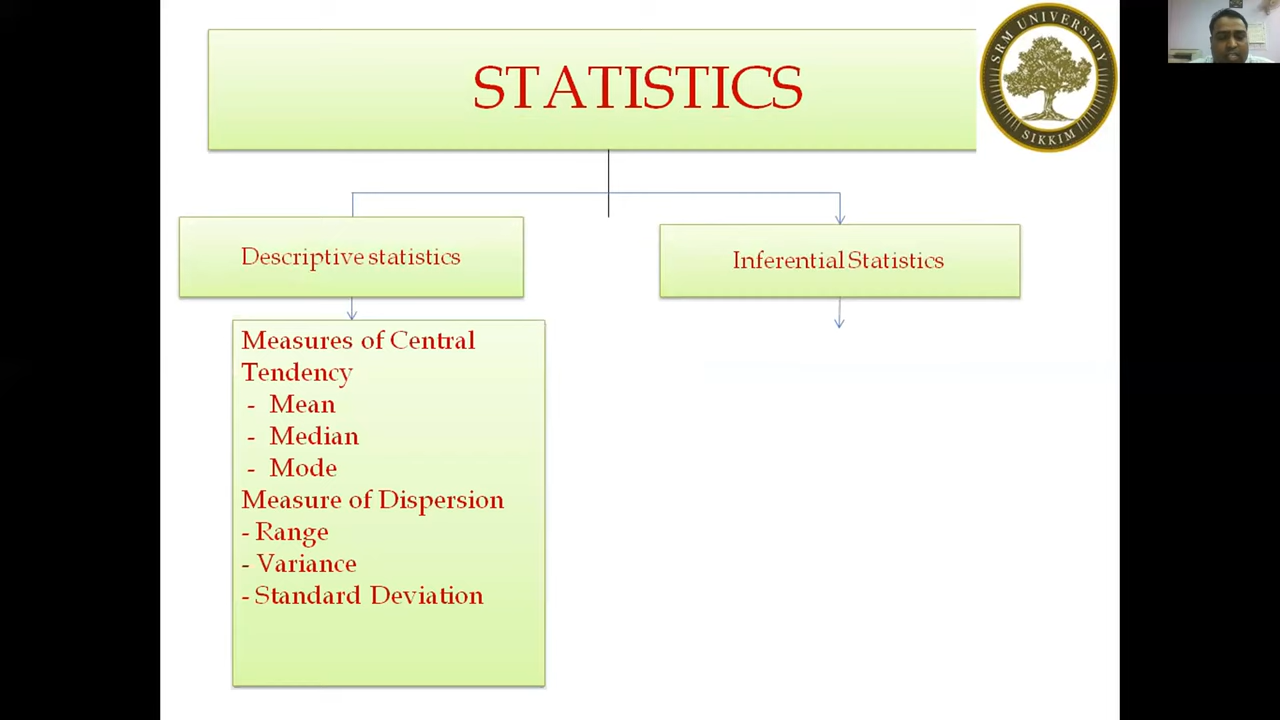 STATISTICS
SRM UNIVERSITY
SIKKIM
Descriptive statistics
Inferential Statistics
Measures of Central
Tendency
- Mean
- Median
- Mode
Measure of Dispersion
- Range
- Variance
- Standard Deviation